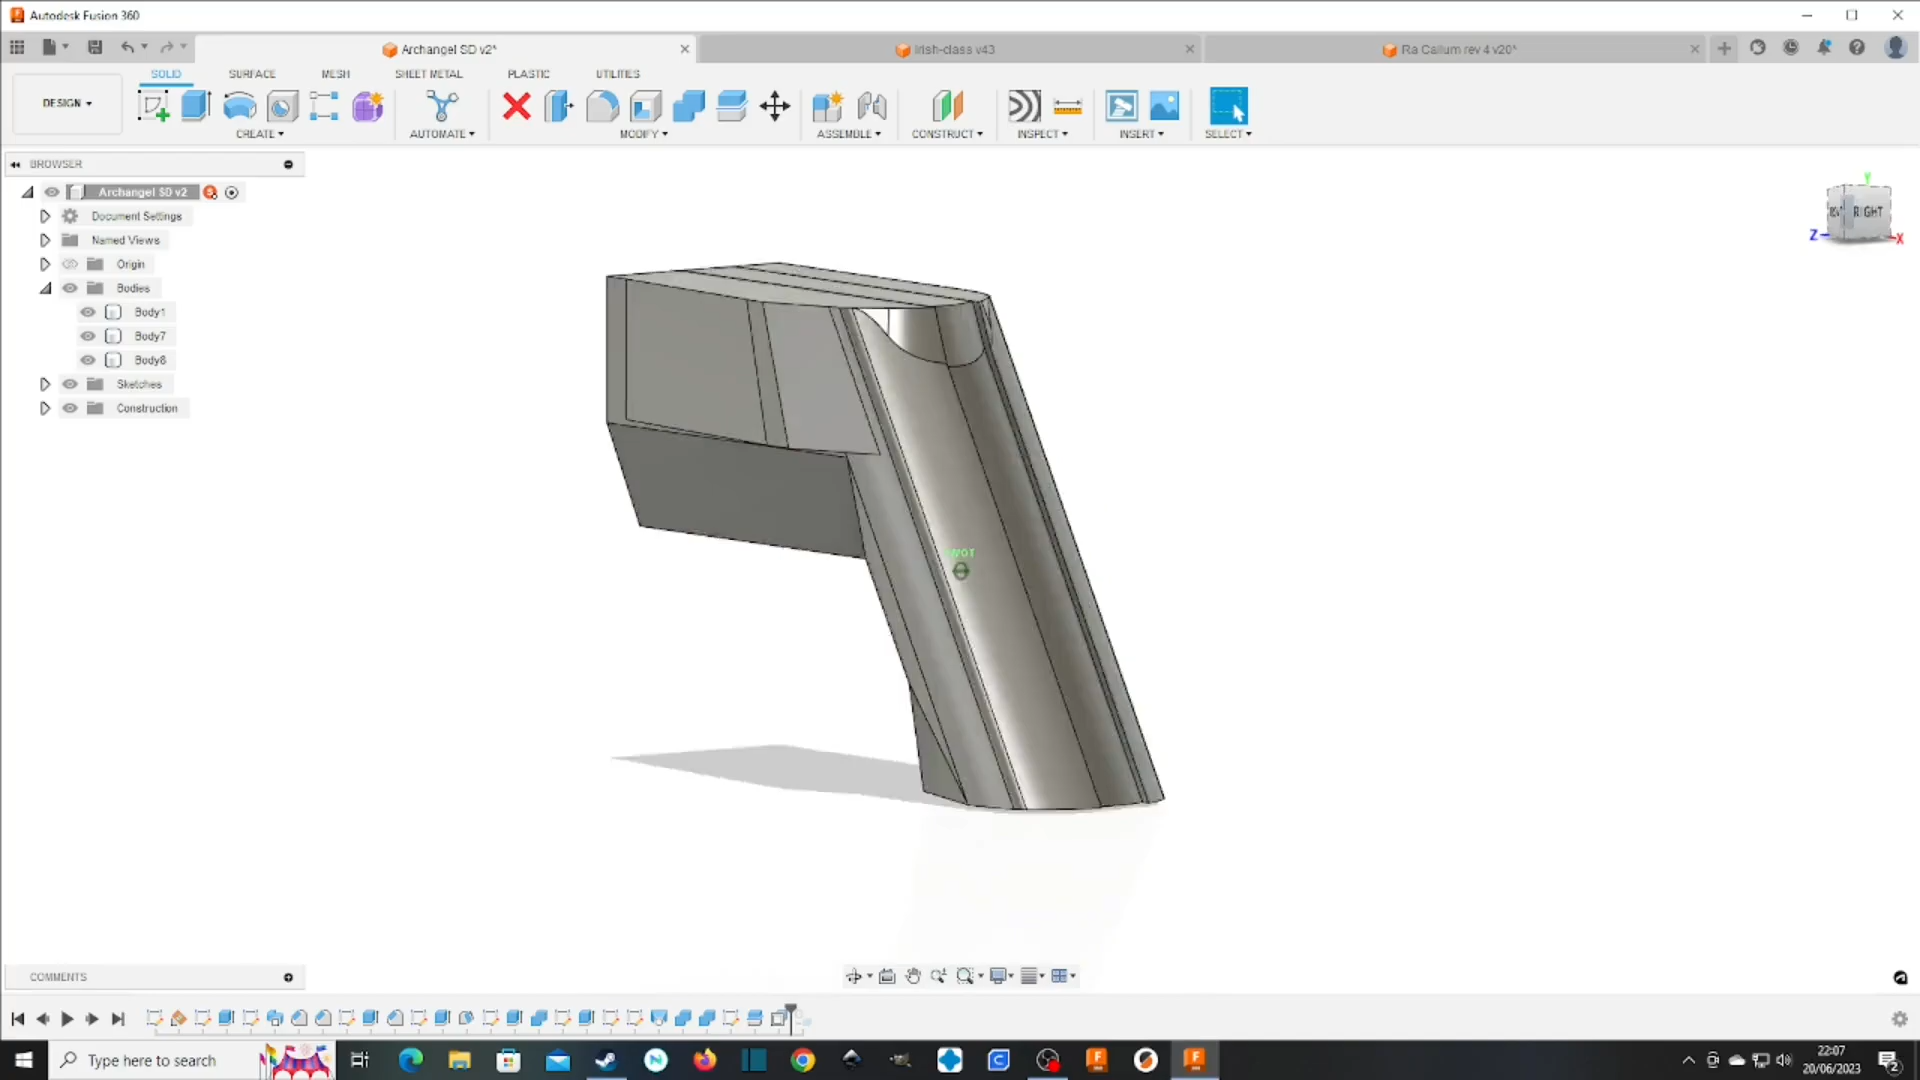 Autodesk Fusion 360
Archangel SD v2*
Irish-class v43
Ra Cailum rev 4 v20*
SOLID
SURFACE
MESH
SHEET METAL
PLASTIC
UTILITIES
DESIGN
CREATE
AUTOMATE
MODIFY
ASSEMBLE
CONSTRUCT
INSPECT
INSERT
SELECT
BROWSER
Archangel SD v2
Document Settings
Named Views
Origin
Bodies
Body1
Body7
Body8
Sketches
Construction
Y
RIGHT
Z
X
COMMENTS
Type here to search
22:07
20/06/2023
2